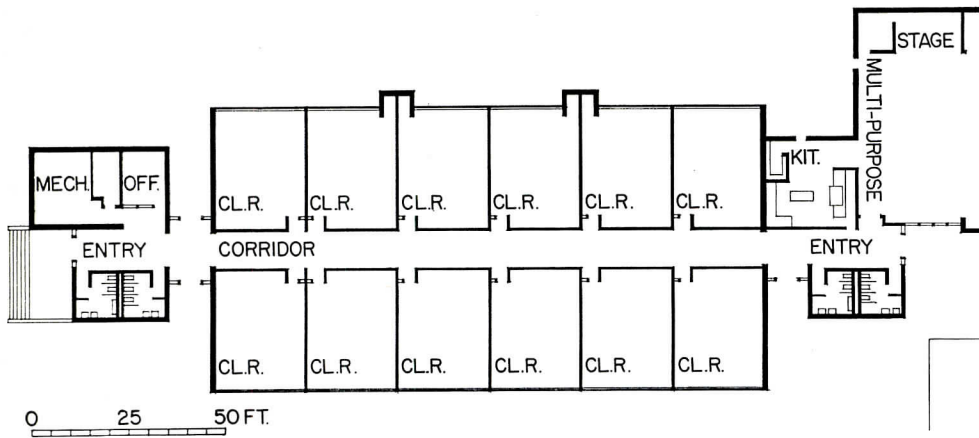 STAGE
MULTI-PURPOSE
KIT.
MECH. OFF.
CL.R. CL.R. CL.R. CL.R. CL.R. CL.R.
ENTRY CORRIDOR ENTRY
CL.R. CL.R. CL.R. CL.R. CL.R. CL.R.
0 25 50 FT.